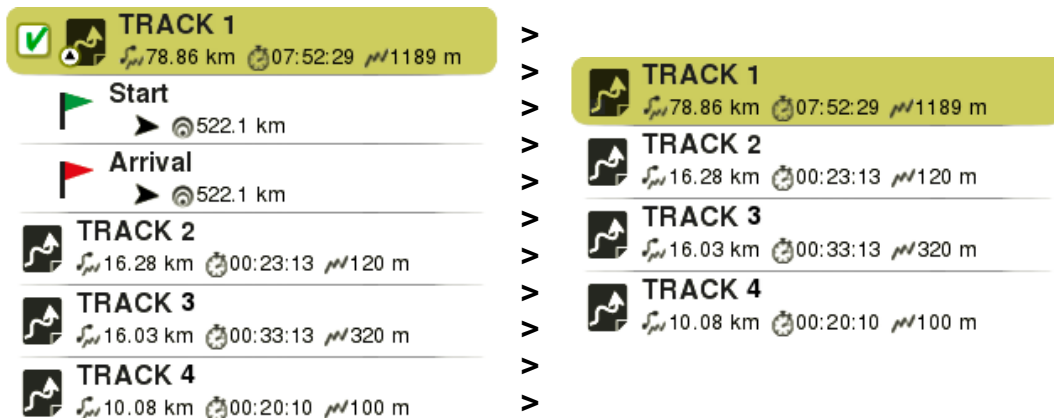 TRACK 1
78.86 km 07:52:29 1189 m
Start
522.1 km
Arrival
522.1 km
TRACK 2
16.28 km 00:23:13 120 m
TRACK 3
16.03 km 00:33:13 320 m
TRACK 4
10.08 km 00:20:10 100 m
>
>
>
>
>
>
>
>
>
>
>
TRACK 1
78.86 km 07:52:29 1189 m
TRACK 2
16.28 km 00:23:13 120 m
TRACK 3
16.03 km 00:33:13 320 m
TRACK 4
10.08 km 00:20:10 100 m